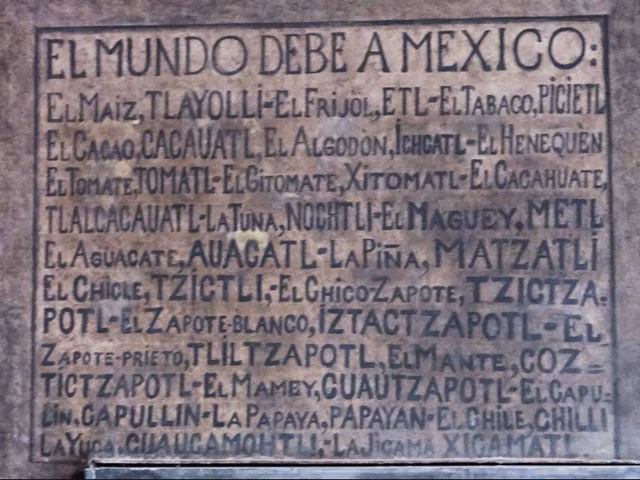 EL MUNDO DEBE A MEXICO:
EL MAIZ, TLAYOLLI-EL FRIJOL, ETL-EL TABACO, PICIETL
EL CACAO, CACAUATL, EL ALGODON, ICHCATL-EL HENEQUEN
EL TOMATE, TOMATL-EL GITOMATE, XITOMATL-EL CACAHUATE,
TLALCACAUATL-LA TUNA, NOCHTLI-EL MAGUEY, METL
EL AGUACATE, AUACATL-LA PIÑA, MATZATLI
EL CHICLE, TZICTLI,-EL CHICO ZAPOTE, TZICTZA-
POTL-EL ZAPOTE-BLANCO, IZTACTZAPOTL-EL
ZAPOTE-PRIETO, TLILTZAPOTL, EL MANTE, COZ=
TICTZAPOTL-EL MAMEY, CUAUTZAPOTL-EL CAPU-
LIN, CAPULLIN-LA PAPAYA, PAPAYAN-EL CHILE, CHILLI
LA YUCA, CUAUCAMOHTLI,-LA JICAMA XICAMATL